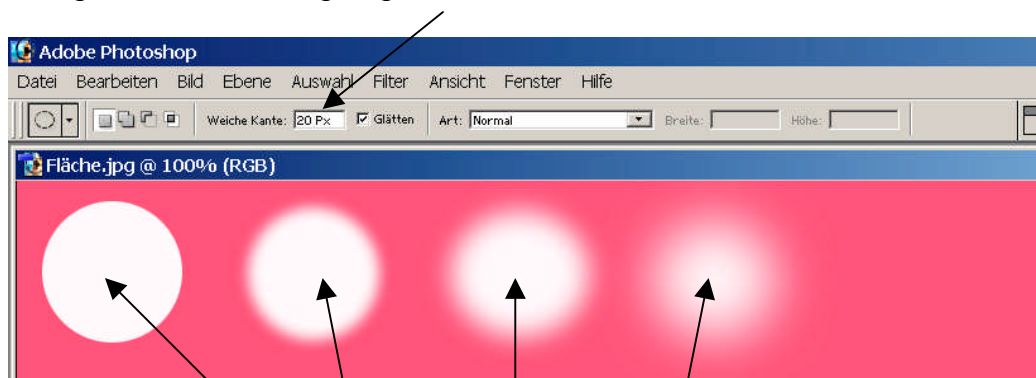 Adobe Photoshop
Datei Bearbeiten Bild Ebene Auswahl Filter Ansicht Fenster Hilfe
Weiche Kante: 20 Px Glätten Art: Normal Breite: Höhe:
Fläche.jpg @ 100% (RGB)